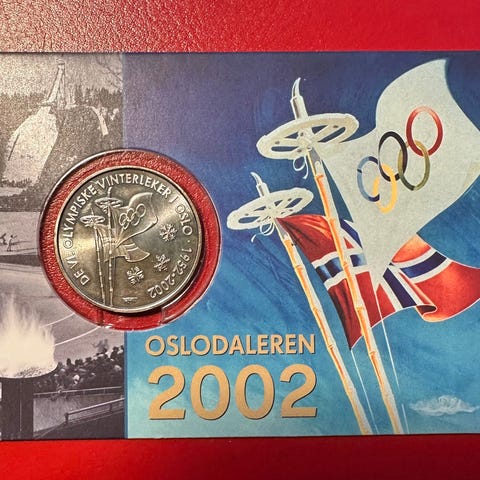 DE VI. OLYMPISKE VINTERLEKER I OSLO · 1952-2002
OSLODALEREN
2002